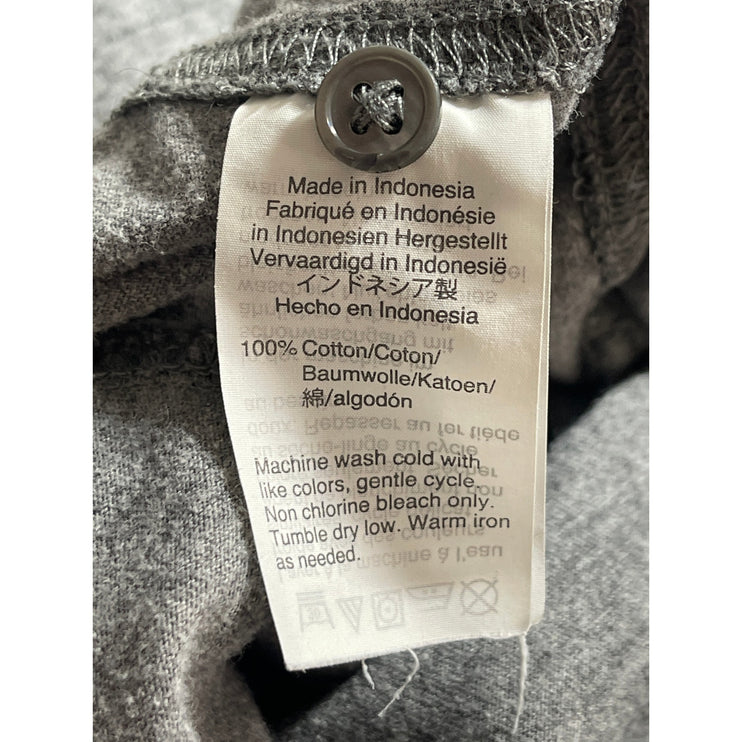 Made in Indonesia
Fabriqué en Indonésie
in Indonesien Hergestellt
Vervaardigd in Indonesië
インドネシア製
Hecho en Indonesia
100% Cotton/Coton/
Baumwolle/Katoen/
綿/algodón
Machine wash cold with
like colors, gentle cycle.
Non chlorine bleach only.
Tumble dry low. Warm iron
as needed.